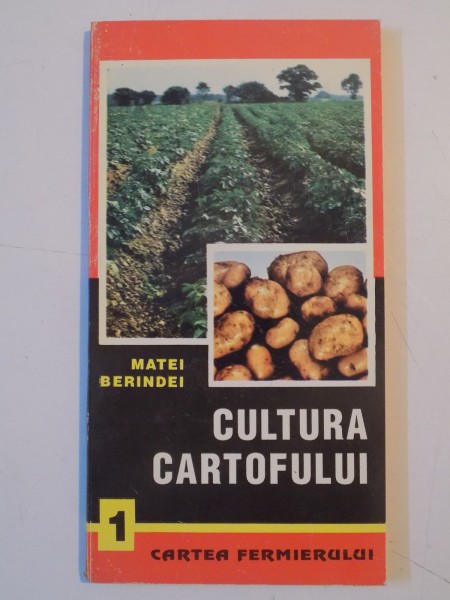 MATEI
BERINDEI
CULTURA
CARTOFULUI
1
CARTEA FERMIERULUI